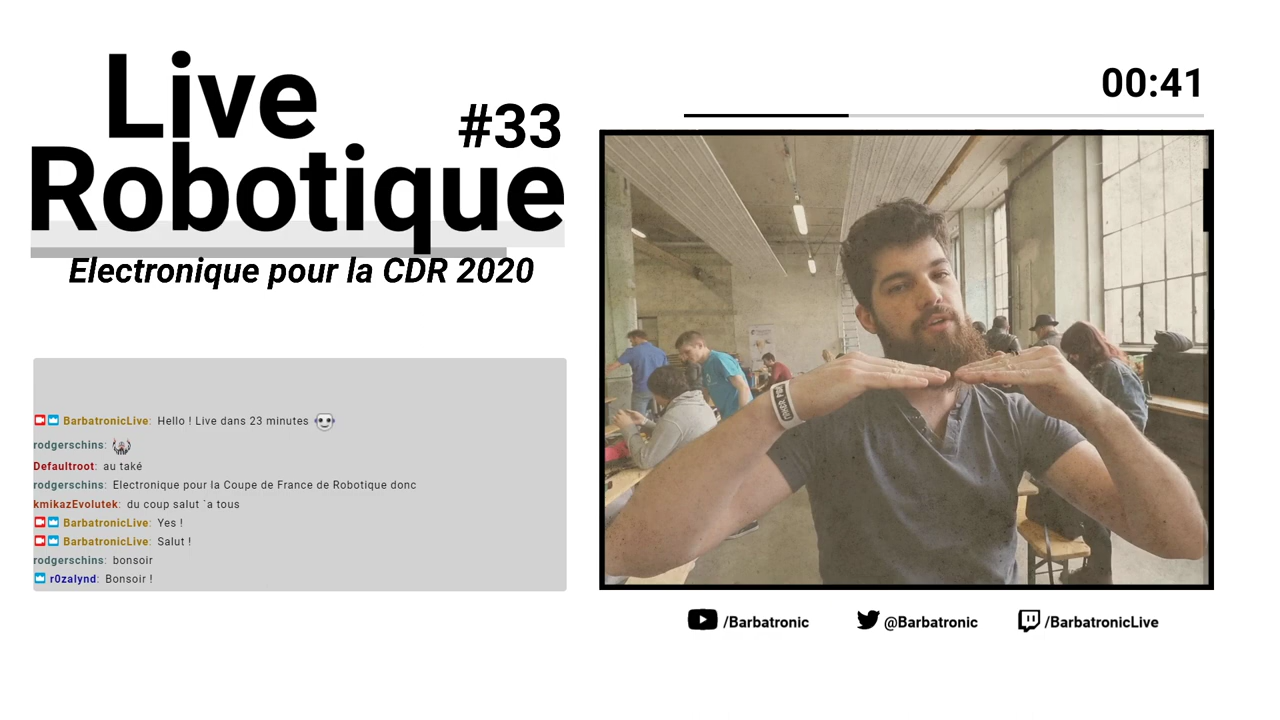 Live
Robotique
#33
Electronique pour la CDR 2020
00:41
BarbatronicLive: Hello ! Live dans 23 minutes
rodgerschins:
Defaultroot: au také
rodgerschins: Electronique pour la Coupe de France de Robotique donc
kmikazEvolutek: du coup salut `a tous
BarbatronicLive: Yes !
BarbatronicLive: Salut !
rodgerschins: bonsoir
r0zalynd: Bonsoir !
/Barbatronic
@Barbatronic
/BarbatronicLive